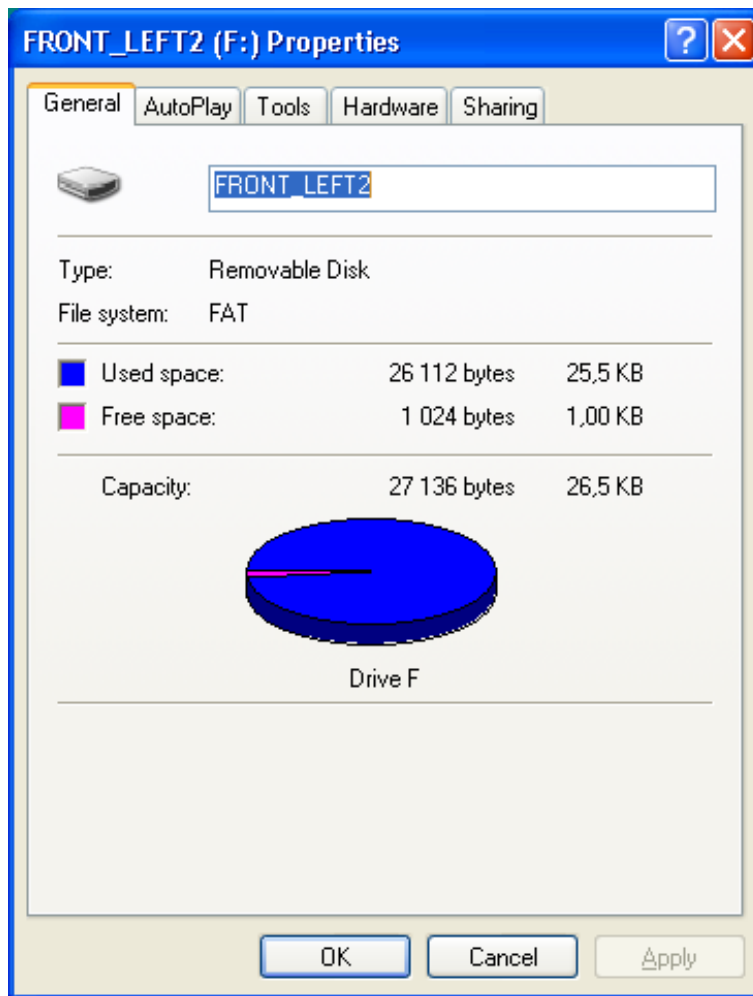 FRONT_LEFT2 (F:) Properties
General AutoPlay Tools Hardware Sharing
FRONT_LEFT2
Type: Removable Disk
File system: FAT
Used space: 26 112 bytes 25,5 KB
Free space: 1 024 bytes 1,00 KB
Capacity: 27 136 bytes 26,5 KB
Drive F
OK Cancel Apply